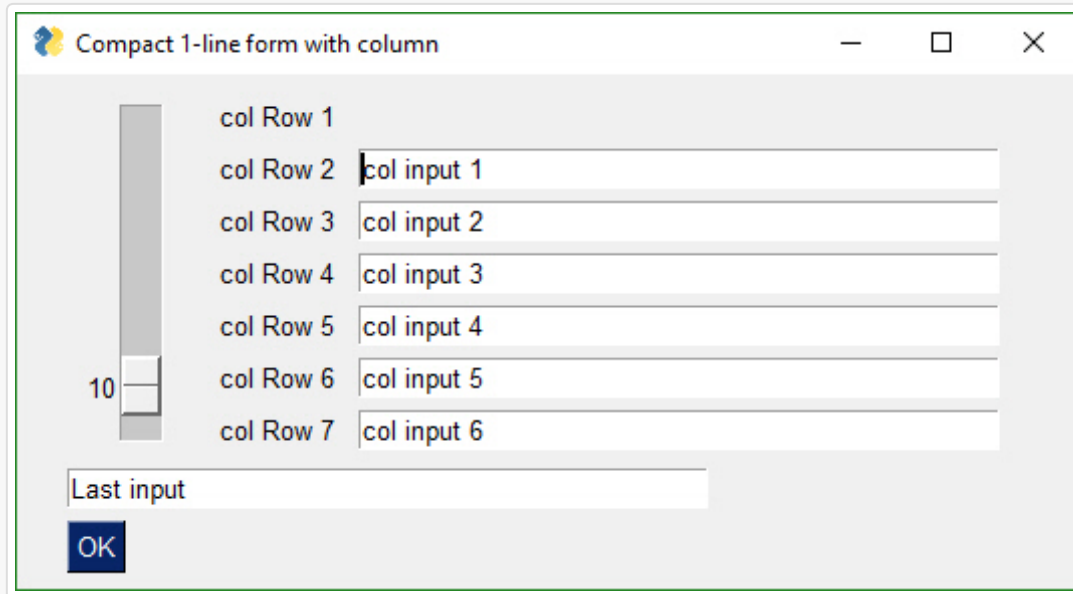 Compact 1-line form with column
col Row 1
col Row 2 col input 1
col Row 3 col input 2
col Row 4 col input 3
col Row 5 col input 4
10 col Row 6 col input 5
col Row 7 col input 6
Last input
OK